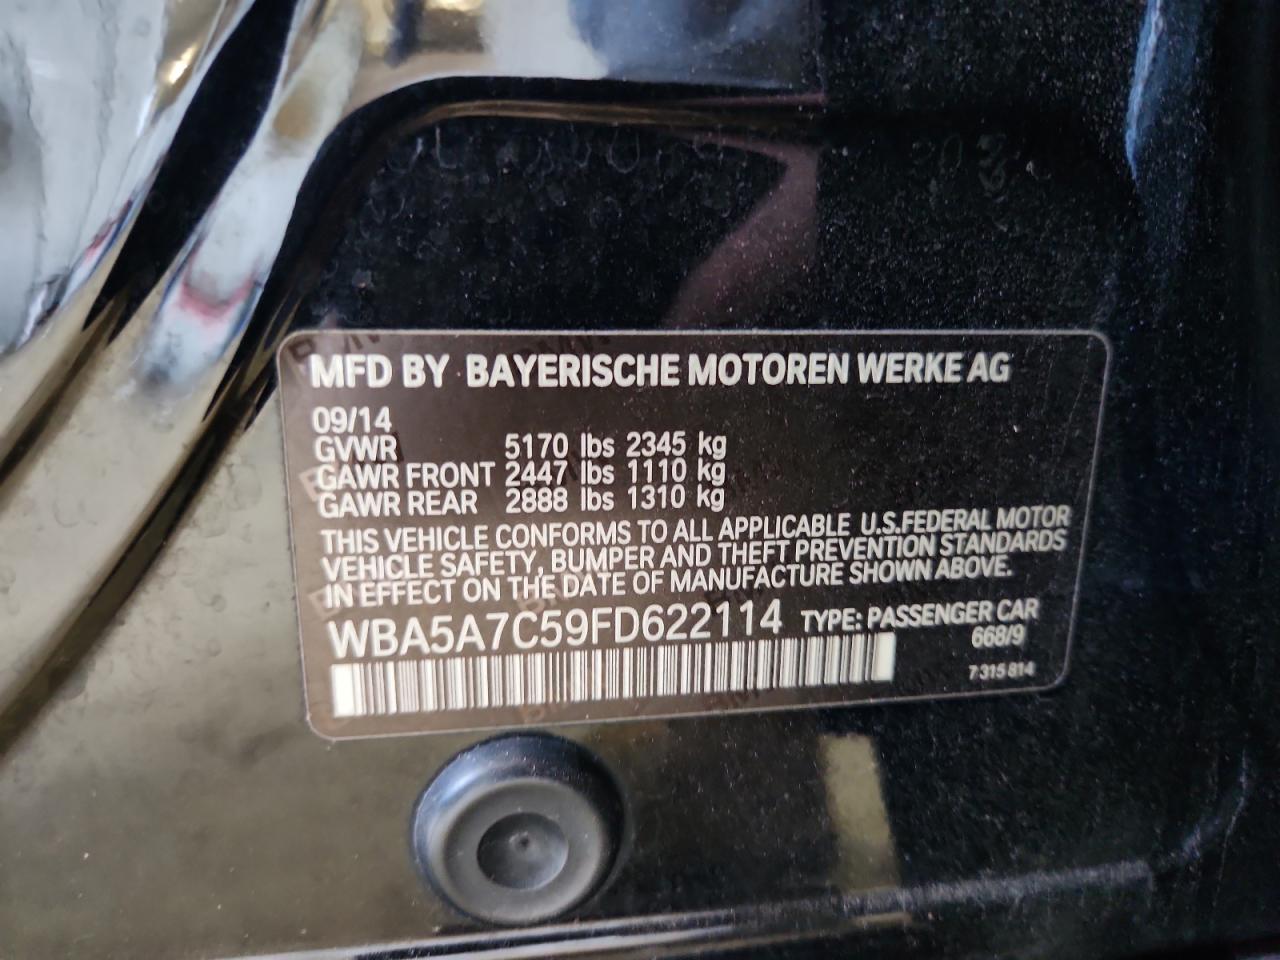 MFD BY BAYERISCHE MOTOREN WERKE AG
09/14
GVWR 5170 lbs 2345 kg
GAWR FRONT 2447 lbs 1110 kg
GAWR REAR 2888 lbs 1310 kg
THIS VEHICLE CONFORMS TO ALL APPLICABLE U.S.FEDERAL MOTOR
VEHICLE SAFETY, BUMPER AND THEFT PREVENTION STANDARDS
IN EFFECT ON THE DATE OF MANUFACTURE SHOWN ABOVE.
WBA5A7C59FD622114 TYPE: PASSENGER CAR
668/9
7 315 814